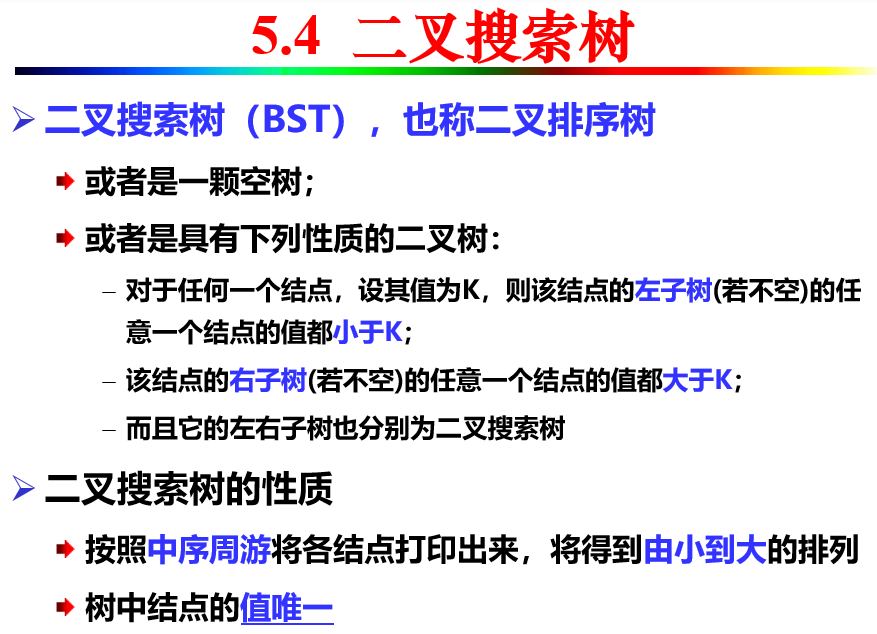 5.4 二叉搜索树
二叉搜索树（BST），也称二叉排序树
或者是一颗空树；
或者是具有下列性质的二叉树：
– 对于任何一个结点，设其值为K，则该结点的左子树(若不空)的任
意一个结点的值都小于K；
– 该结点的右子树(若不空)的任意一个结点的值都大于K；
– 而且它的左右子树也分别为二叉搜索树
二叉搜索树的性质
按照中序周游将各结点打印出来，将得到由小到大的排列
树中结点的值唯一